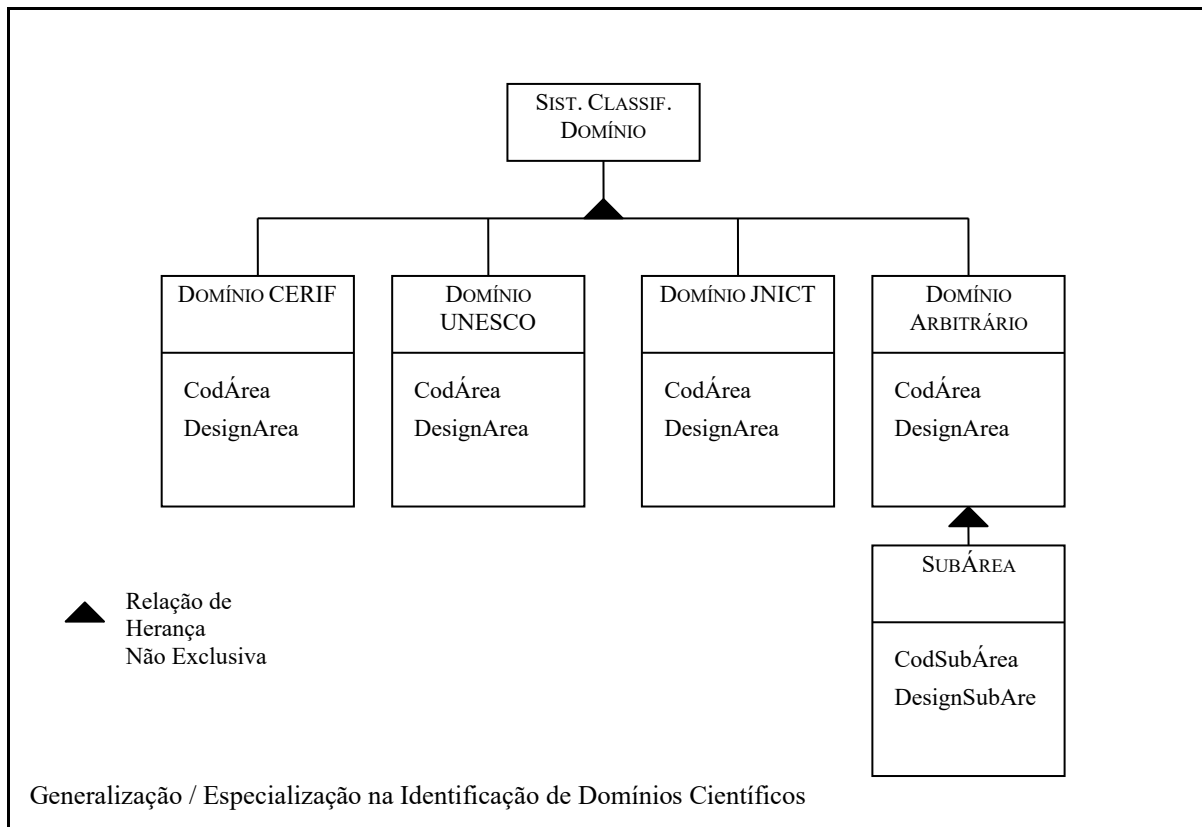 SIST. CLASSIF.
DOMÍNIO
DOMÍNIO CERIF
DOMÍNIO
UNESCO
DOMÍNIO JNICT
DOMÍNIO
ARBITRÁRIO
CodÁrea
DesignArea
CodÁrea
DesignArea
CodÁrea
DesignArea
CodÁrea
DesignArea
SUBÁREA
CodSubÁrea
DesignSubAre
Relação de
Herança
Não Exclusiva
Generalização / Especialização na Identificação de Domínios Científicos